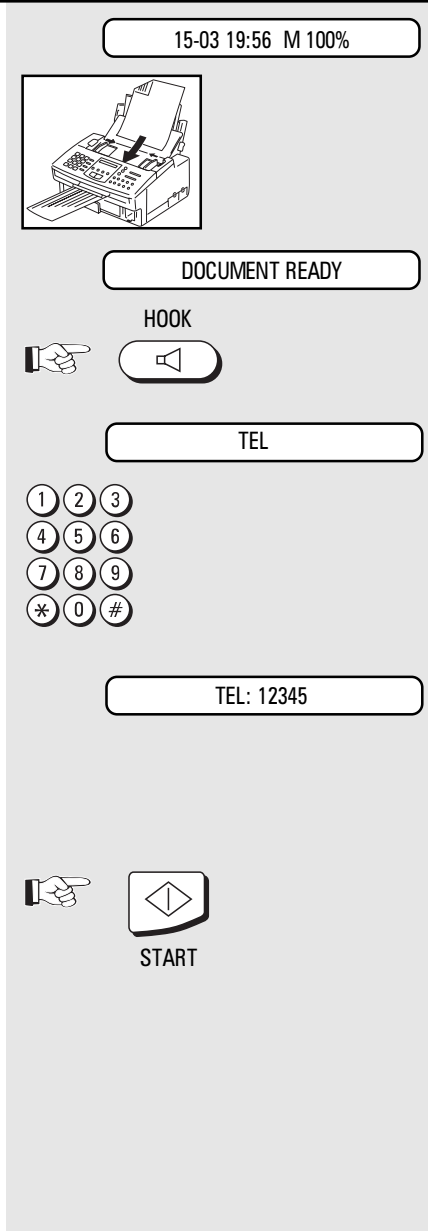 15-03 19:56 M 100%
DOCUMENT READY
HOOK
TEL
1 2 3
4 5 6
7 8 9
* 0 #
TEL: 12345
START